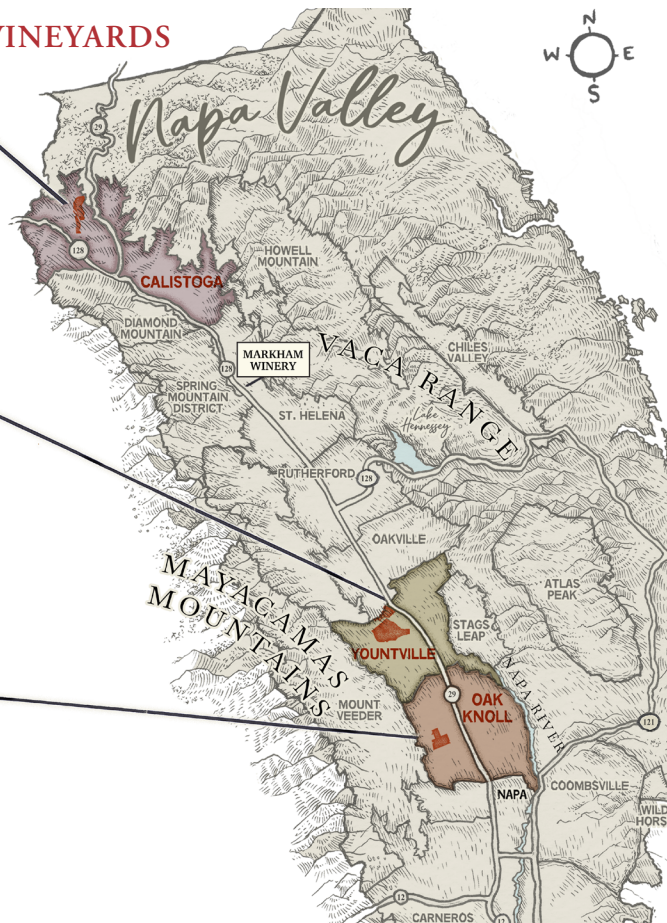 VINEYARDS
N
W E
S
Napa Valley
29
128
CALISTOGA
HOWELL
MOUNTAIN
DIAMOND
MOUNTAIN
MARKHAM
WINERY
128
VACA RANGE
CHILES
VALLEY
SPRING
MOUNTAIN
DISTRICT
ST. HELENA
Lake
Hennessey
RUTHERFORD
128
OAKVILLE
MAYACAMAS
MOUNTAINS
ATLAS
PEAK
STAGS
LEAP
YOUNTVILLE
NAPA RIVER
29
OAK
KNOLL
MOUNT
VEEDER
121
NAPA
COOMBSVILLE
WILD
HORS
12
CARNEROS
12